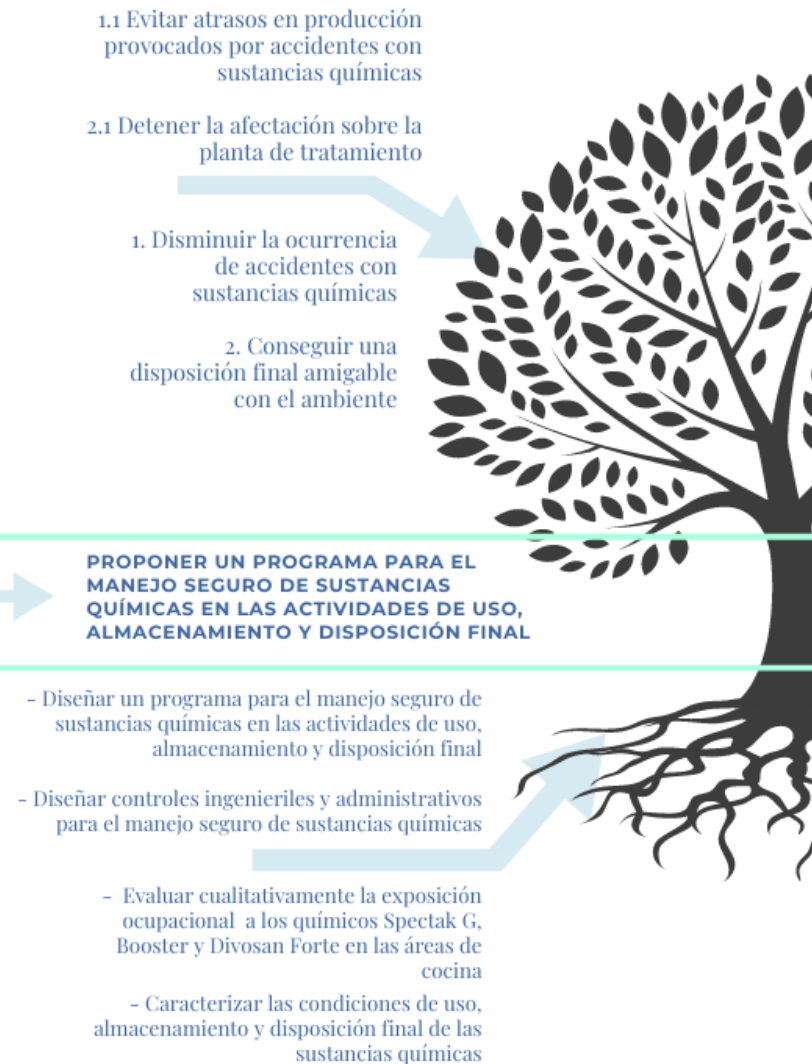 1.1 Evitar atrasos en producción
provocados por accidentes con
sustancias químicas
2.1 Detener la afectación sobre la
planta de tratamiento
1. Disminuir la ocurrencia
de accidentes con
sustancias químicas
2. Conseguir una
disposición final amigable
con el ambiente
PROPONER UN PROGRAMA PARA EL
MANEJO SEGURO DE SUSTANCIAS
QUÍMICAS EN LAS ACTIVIDADES DE USO,
ALMACENAMIENTO Y DISPOSICIÓN FINAL
- Diseñar un programa para el manejo seguro de
sustancias químicas en las actividades de uso,
almacenamiento y disposición final
- Diseñar controles ingenieriles y administrativos
para el manejo seguro de sustancias químicas
- Evaluar cualitativamente la exposición
ocupacional a los químicos Spectak G,
Booster y Divosan Forte en las áreas de
cocina
- Caracterizar las condiciones de uso,
almacenamiento y disposición final de las
sustancias químicas